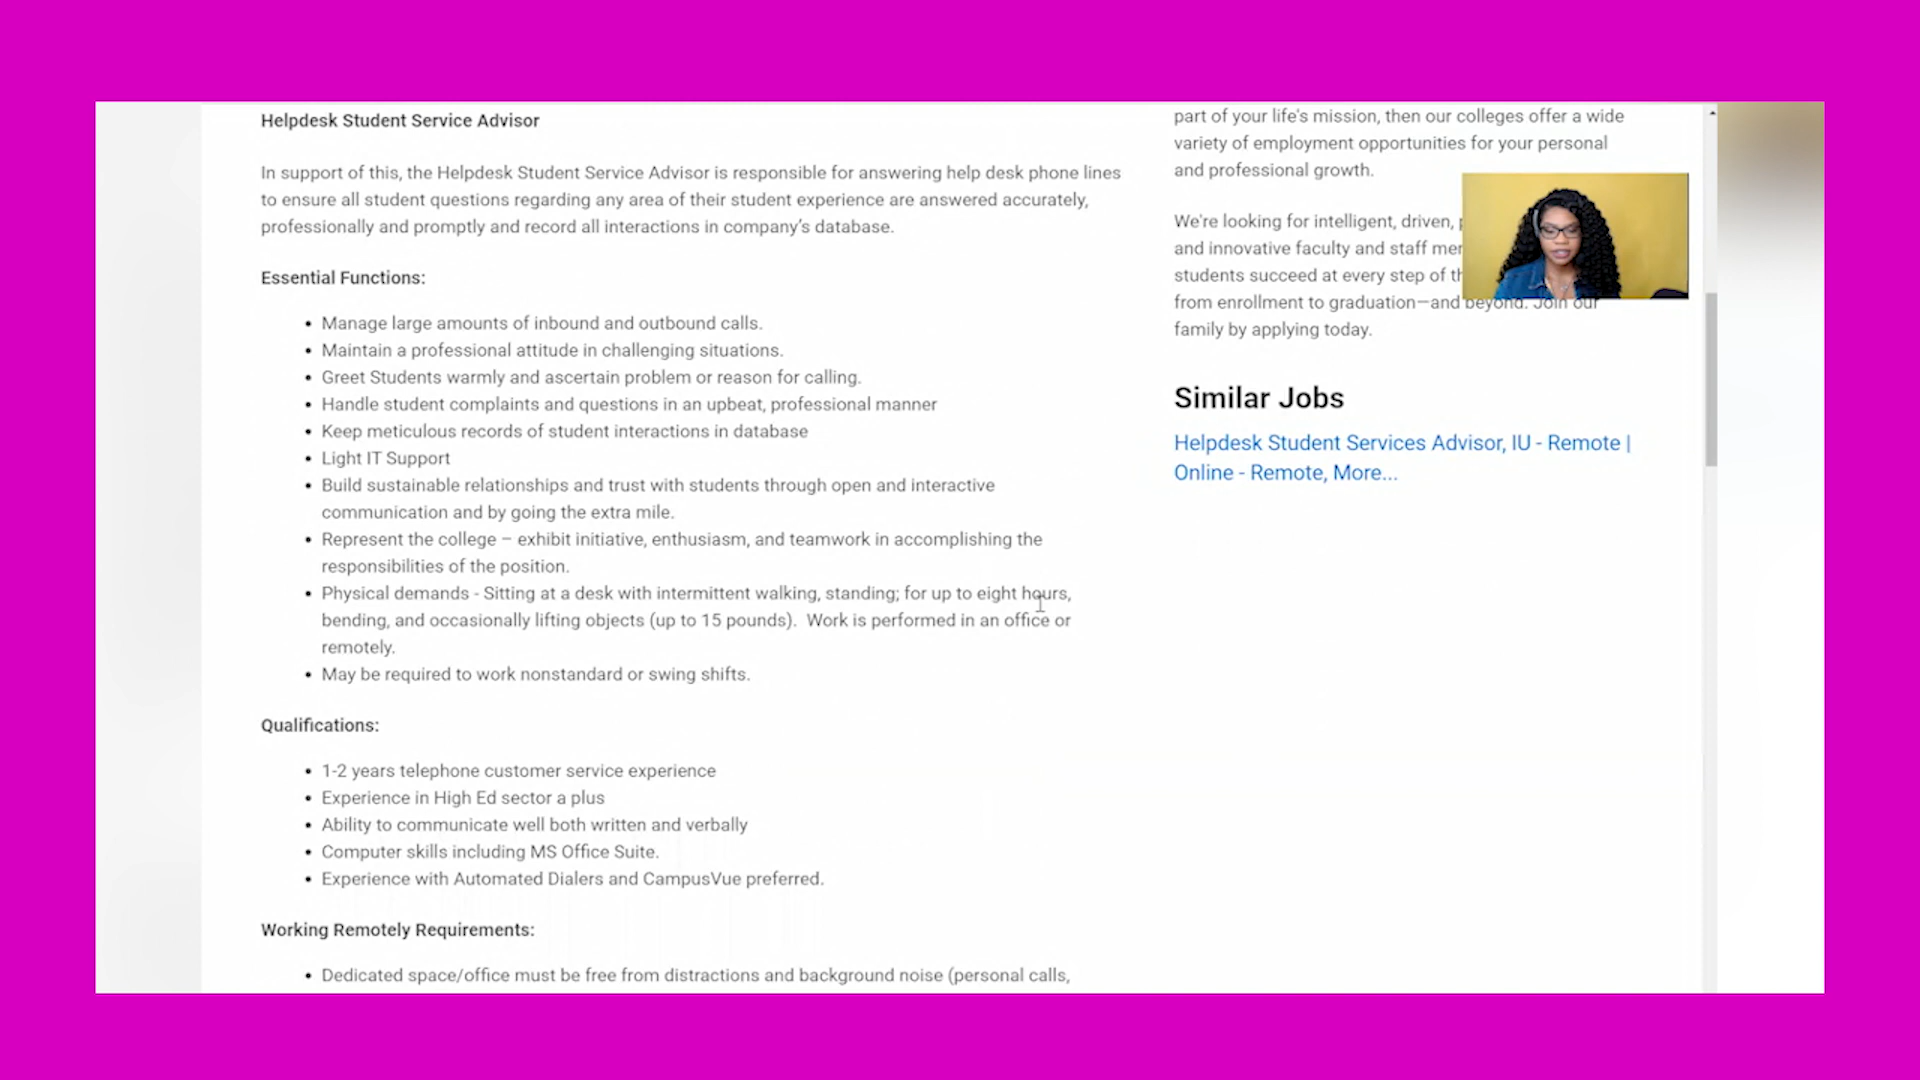 Helpdesk Student Service Advisor
In support of this, the Helpdesk Student Service Advisor is responsible for answering help desk phone lines
to ensure all student questions regarding any area of their student experience are answered accurately,
professionally and promptly and record all interactions in company’s database.
Essential Functions:
• Manage large amounts of inbound and outbound calls.
• Maintain a professional attitude in challenging situations.
• Greet Students warmly and ascertain problem or reason for calling.
• Handle student complaints and questions in an upbeat, professional manner
• Keep meticulous records of student interactions in database
• Light IT Support
• Build sustainable relationships and trust with students through open and interactive
communication and by going the extra mile.
• Represent the college – exhibit initiative, enthusiasm, and teamwork in accomplishing the
responsibilities of the position.
• Physical demands - Sitting at a desk with intermittent walking, standing; for up to eight hours,
bending, and occasionally lifting objects (up to 15 pounds).  Work is performed in an office or
remotely.
• May be required to work nonstandard or swing shifts.
Qualifications:
• 1-2 years telephone customer service experience
• Experience in High Ed sector a plus
• Ability to communicate well both written and verbally
• Computer skills including MS Office Suite.
• Experience with Automated Dialers and CampusVue preferred.
Working Remotely Requirements:
• Dedicated space/office must be free from distractions and background noise (personal calls,
part of your life's mission, then our colleges offer a wide
variety of employment opportunities for your personal
and professional growth.
We're looking for intelligent, driven,
and innovative faculty and staff
students succeed at every step of
from enrollment to graduation—and beyond. Join our
family by applying today.
Similar Jobs
Helpdesk Student Services Advisor, IU - Remote |
Online - Remote, More...